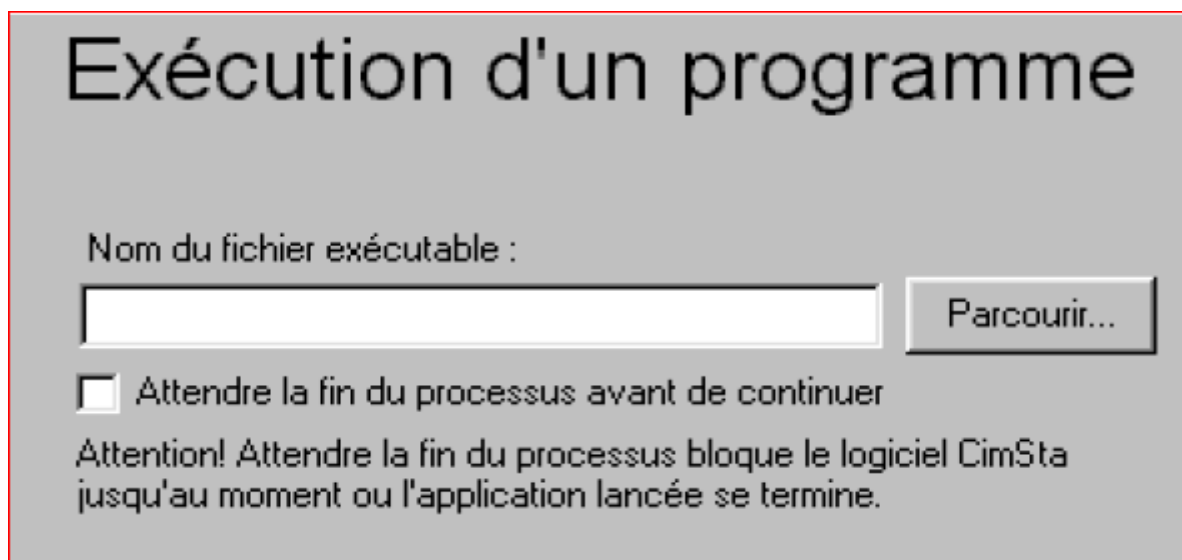 Exécution d'un programme
Nom du fichier exécutable :
Parcourir...
Attendre la fin du processus avant de continuer
Attention! Attendre la fin du processus bloque le logiciel CimSta
jusqu'au moment ou l'application lancée se termine.